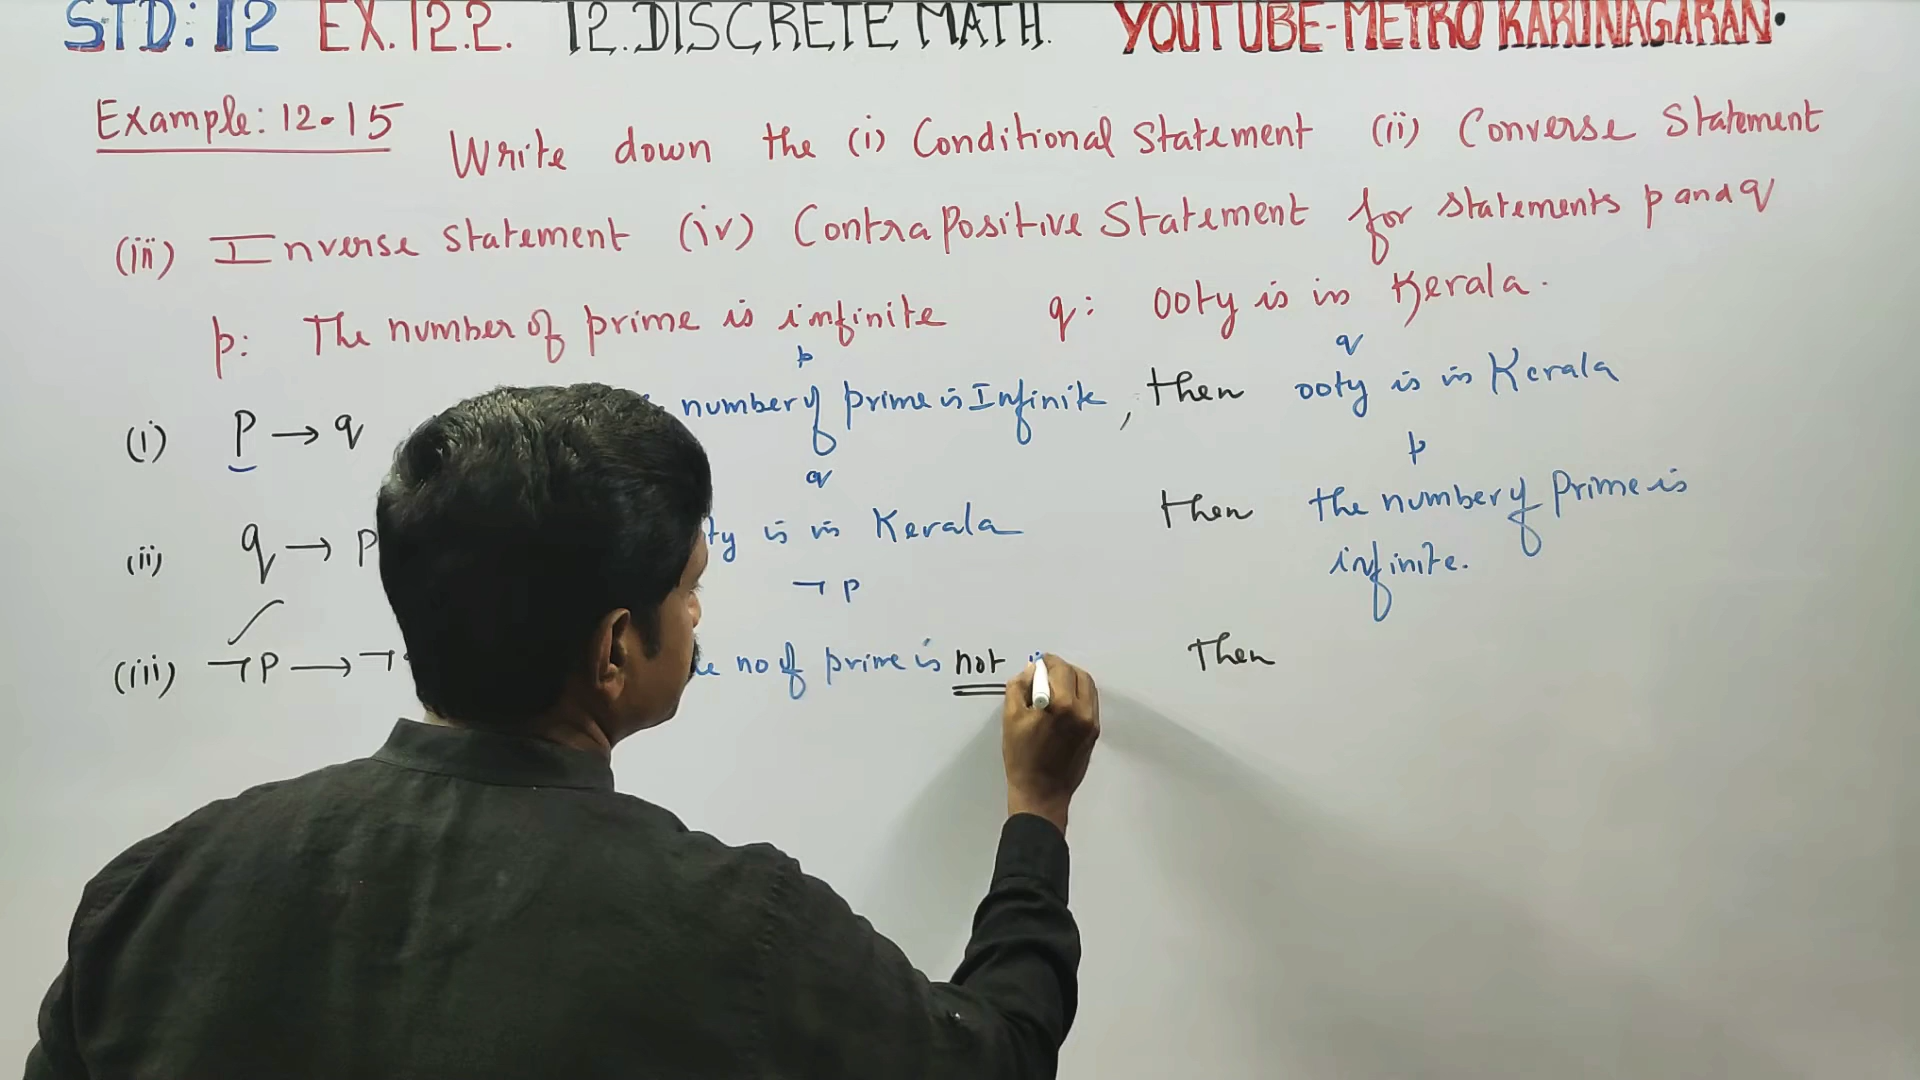 STD: 12 EX.12.2. 12.DISCRETE MATH. YOUTUBE-METRO KARUNAGARAN.
Example: 12.15 Write down the (i) Conditional Statement (ii) Converse Statement
(iii) Inverse statement (iv) Contrapositive Statement for statements p and q
p: The number of prime is infinite q: Ooty is in Kerala.
p q
(i) P → q number of prime is Infinite, then ooty is in Kerala
q p
(ii) q → p is in Kerala then the number of prime is
infinite.
¬ p
(iii) ¬p → ¬ no of prime is not Then